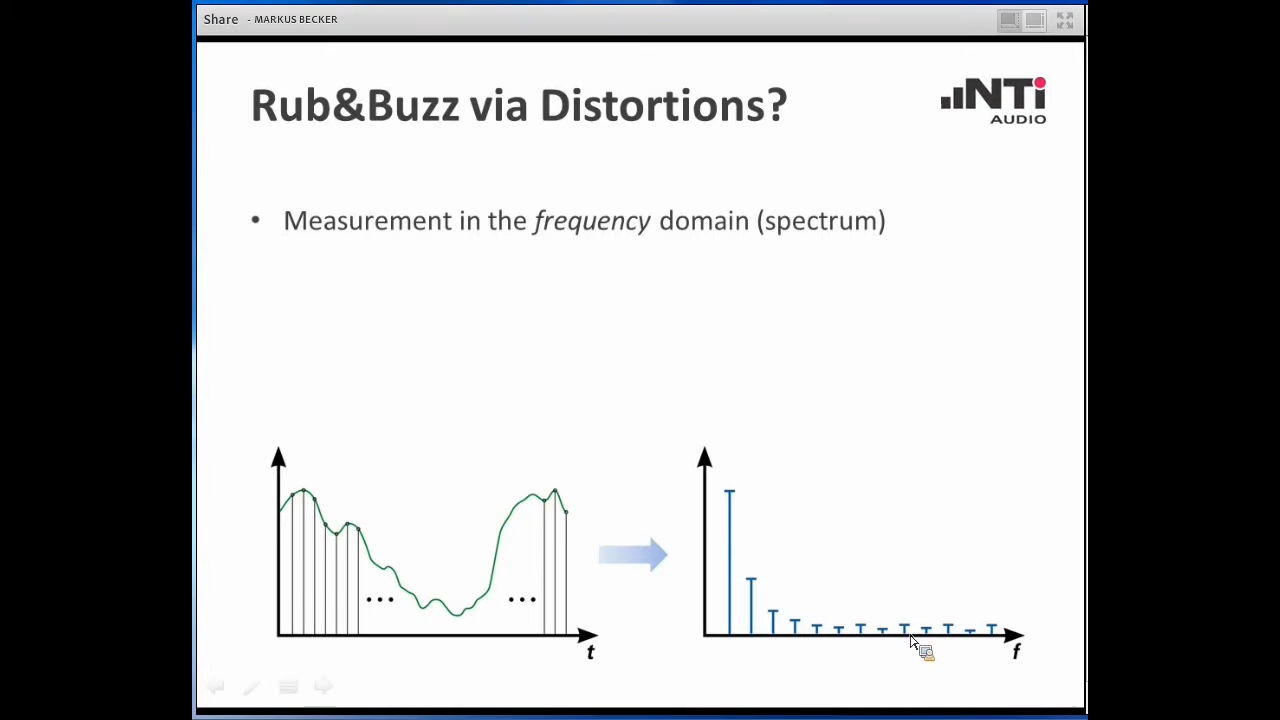 Share - MARKUS BECKER
Rub&Buzz via Distortions?
NTi
AUDIO
• Measurement in the frequency domain (spectrum)
... ...
t f